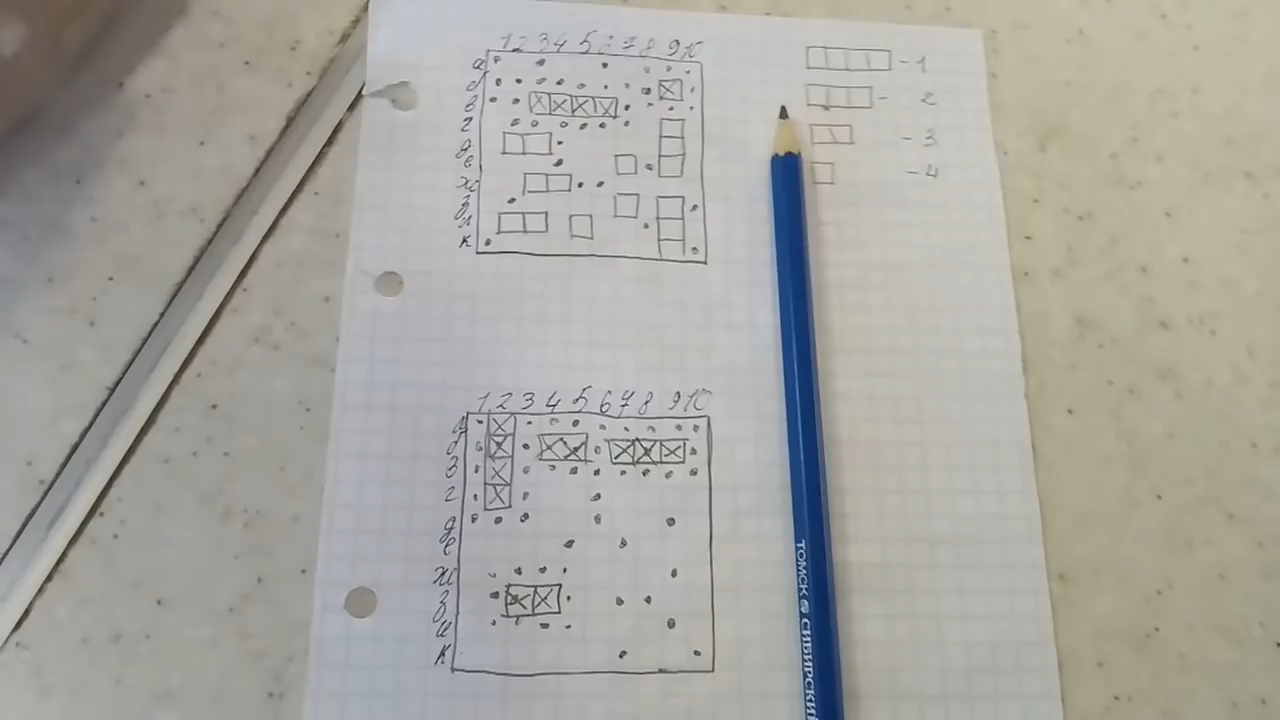 1 2 3 4 5 6 7 8 9 10
а
б
в
г
д
е
ж
з
и
к
- 1
- 2
- 3
- 4
1 2 3 4 5 6 7 8 9 10
а
б
в
г
д
е
ж
з
и
к
ТОМСК СИБИРСКИЙ